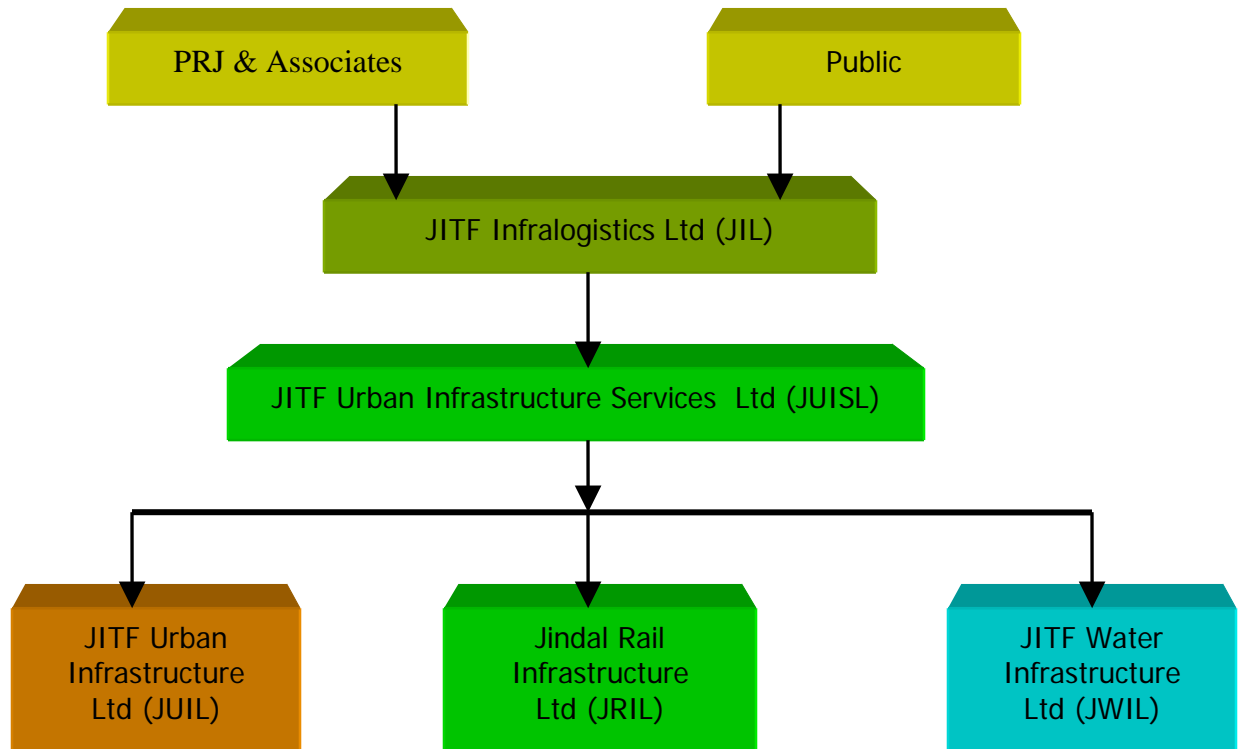 PRJ & Associates
Public
JITF Infralogistics Ltd (JIL)
JITF Urban Infrastructure Services Ltd (JUISL)
JITF Urban
Infrastructure
Ltd (JUIL)
Jindal Rail
Infrastructure
Ltd (JRIL)
JITF Water
Infrastructure
Ltd (JWIL)